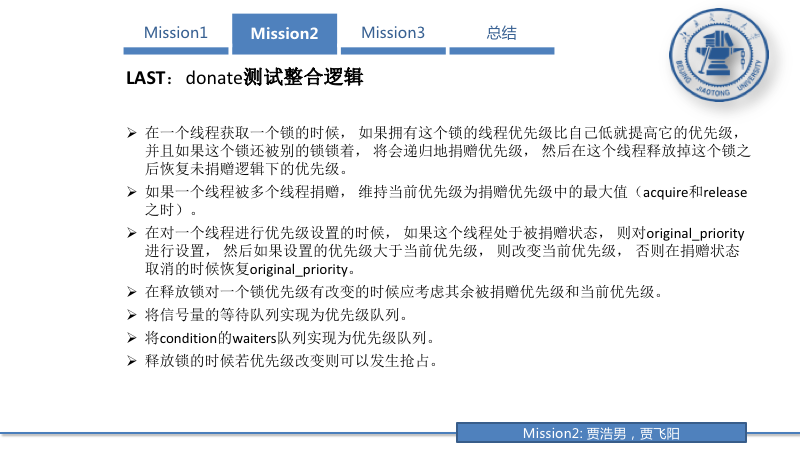 Mission1
Mission2
Mission3
总结
LAST：donate测试整合逻辑
➢ 在一个线程获取一个锁的时候， 如果拥有这个锁的线程优先级比自己低就提高它的优先级，
并且如果这个锁还被别的锁锁着， 将会递归地捐赠优先级， 然后在这个线程释放掉这个锁之
后恢复未捐赠逻辑下的优先级。
➢ 如果一个线程被多个线程捐赠， 维持当前优先级为捐赠优先级中的最大值（acquire和release
之时）。
➢ 在对一个线程进行优先级设置的时候， 如果这个线程处于被捐赠状态， 则对original_priority
进行设置， 然后如果设置的优先级大于当前优先级， 则改变当前优先级， 否则在捐赠状态
取消的时候恢复original_priority。
➢ 在释放锁对一个锁优先级有改变的时候应考虑其余被捐赠优先级和当前优先级。
➢ 将信号量的等待队列实现为优先级队列。
➢ 将condition的waiters队列实现为优先级队列。
➢ 释放锁的时候若优先级改变则可以发生抢占。
BEIJING JIAOTONG UNIVERSITY
Mission2: 贾浩男，贾飞阳